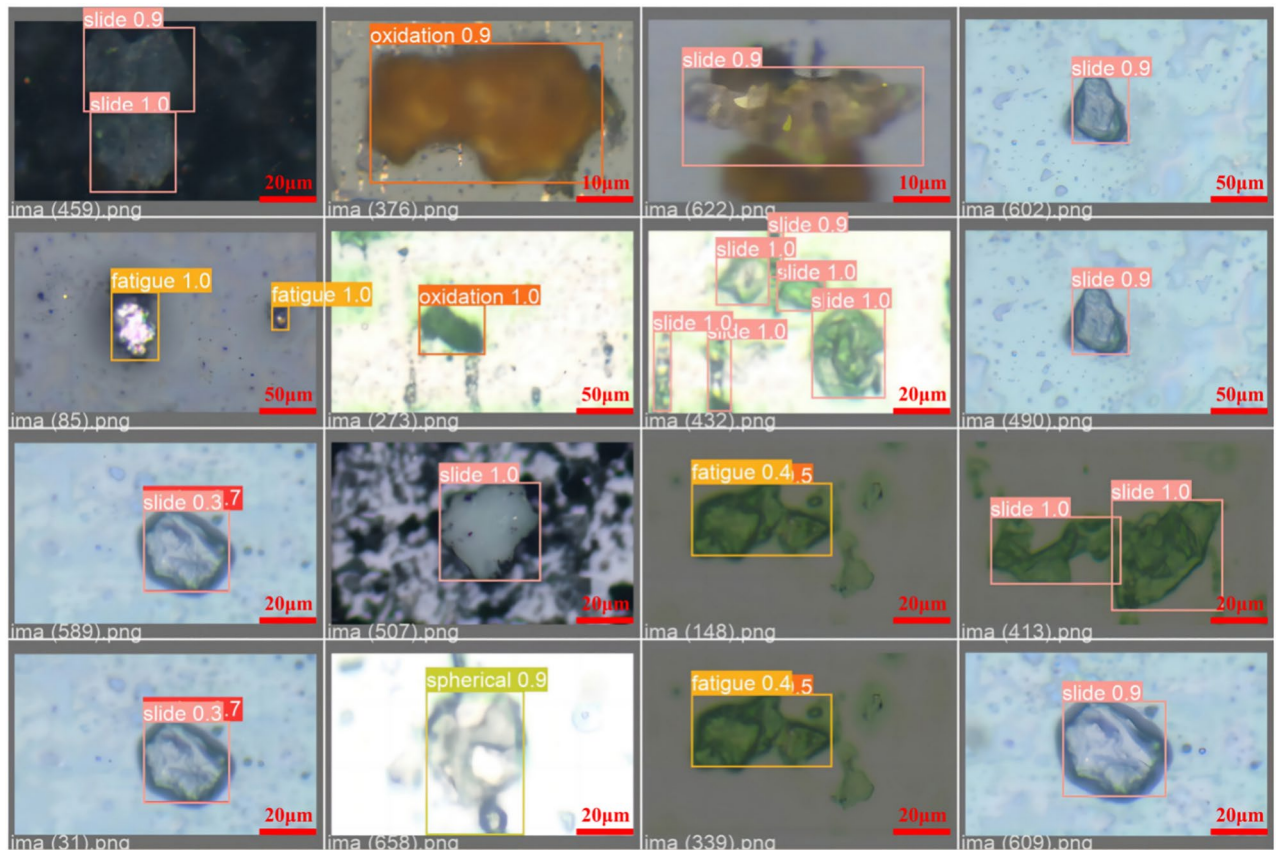 slide 0.9
slide 1.0
20μm
ima (459).png
oxidation 0.9
10μm
ima (376).png
slide 0.9
10μm
ima (622).png
slide 0.9
50μm
ima (602).png
fatigue 1.0
fatigue 1.0
50μm
ima (85).png
oxidation 1.0
50μm
ima (273).png
slide 0.9
slide 1.0
slide 1.0
slide 1.0
slide 1.0
slide 1.0
20μm
ima (432).png
slide 0.9
50μm
ima (490).png
slide 0.3 .7
20μm
ima (589).png
slide 1.0
20μm
ima (507).png
fatigue 0.4 .5
20μm
ima (148).png
slide 1.0
slide 1.0
20μm
ima (413).png
slide 0.3 .7
20μm
ima (31).png
spherical 0.9
20μm
ima (658).png
fatigue 0.4 .5
20μm
ima (339).png
slide 0.9
20μm
ima (609).png